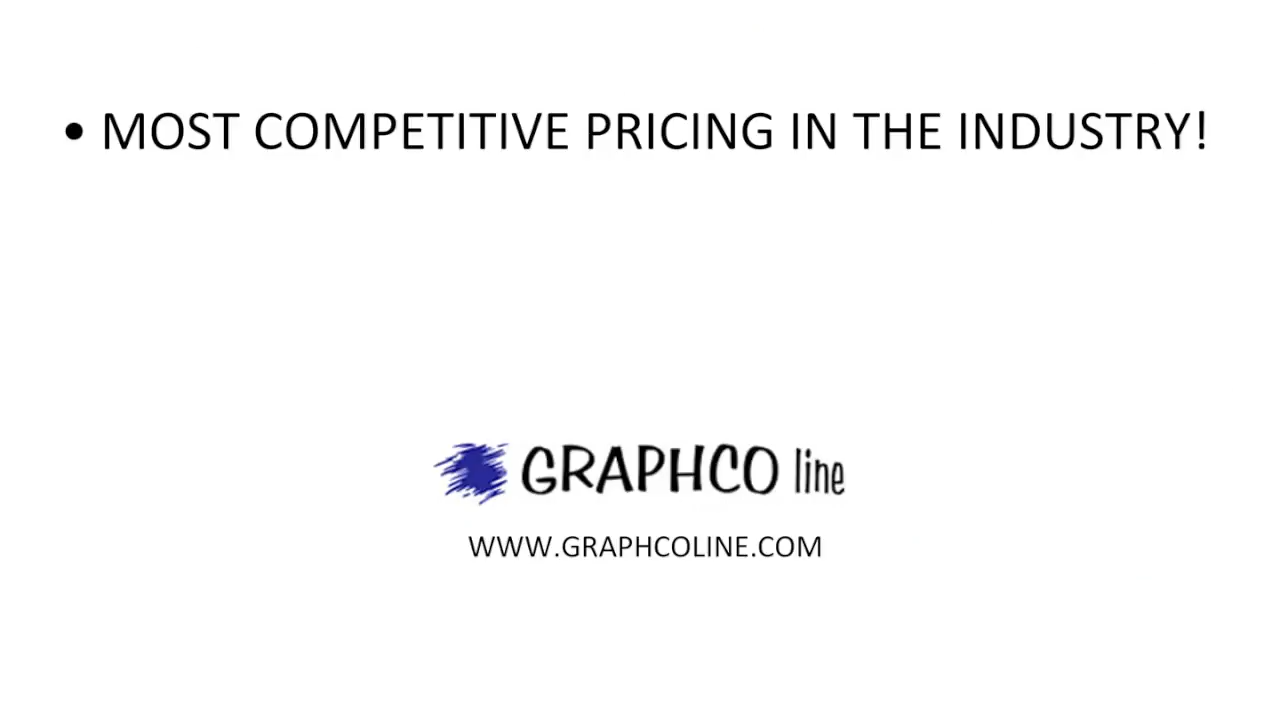 • MOST COMPETITIVE PRICING IN THE INDUSTRY!
GRAPHCO line
WWW.GRAPHCOLINE.COM